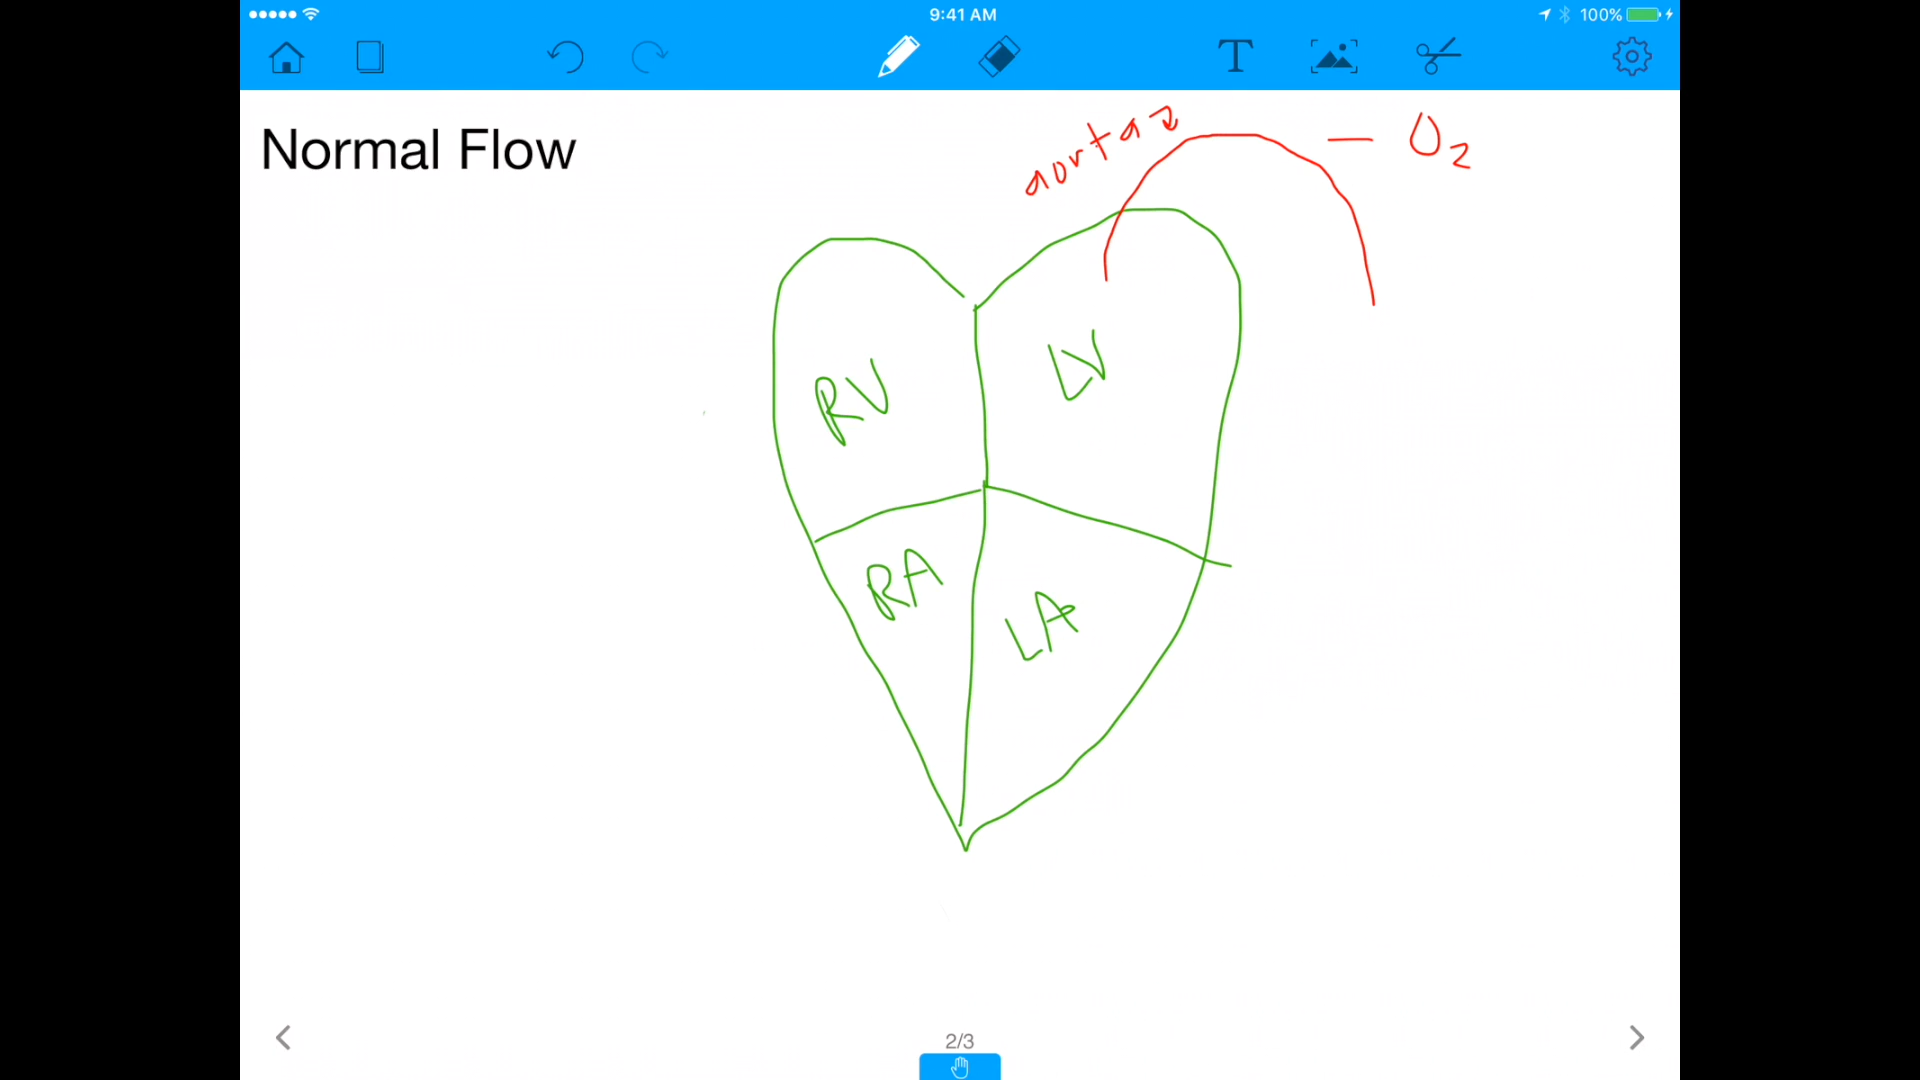 9:41 AM
100%
T
Normal Flow
aorta
— O2
RV
LV
RA
LA
2/3